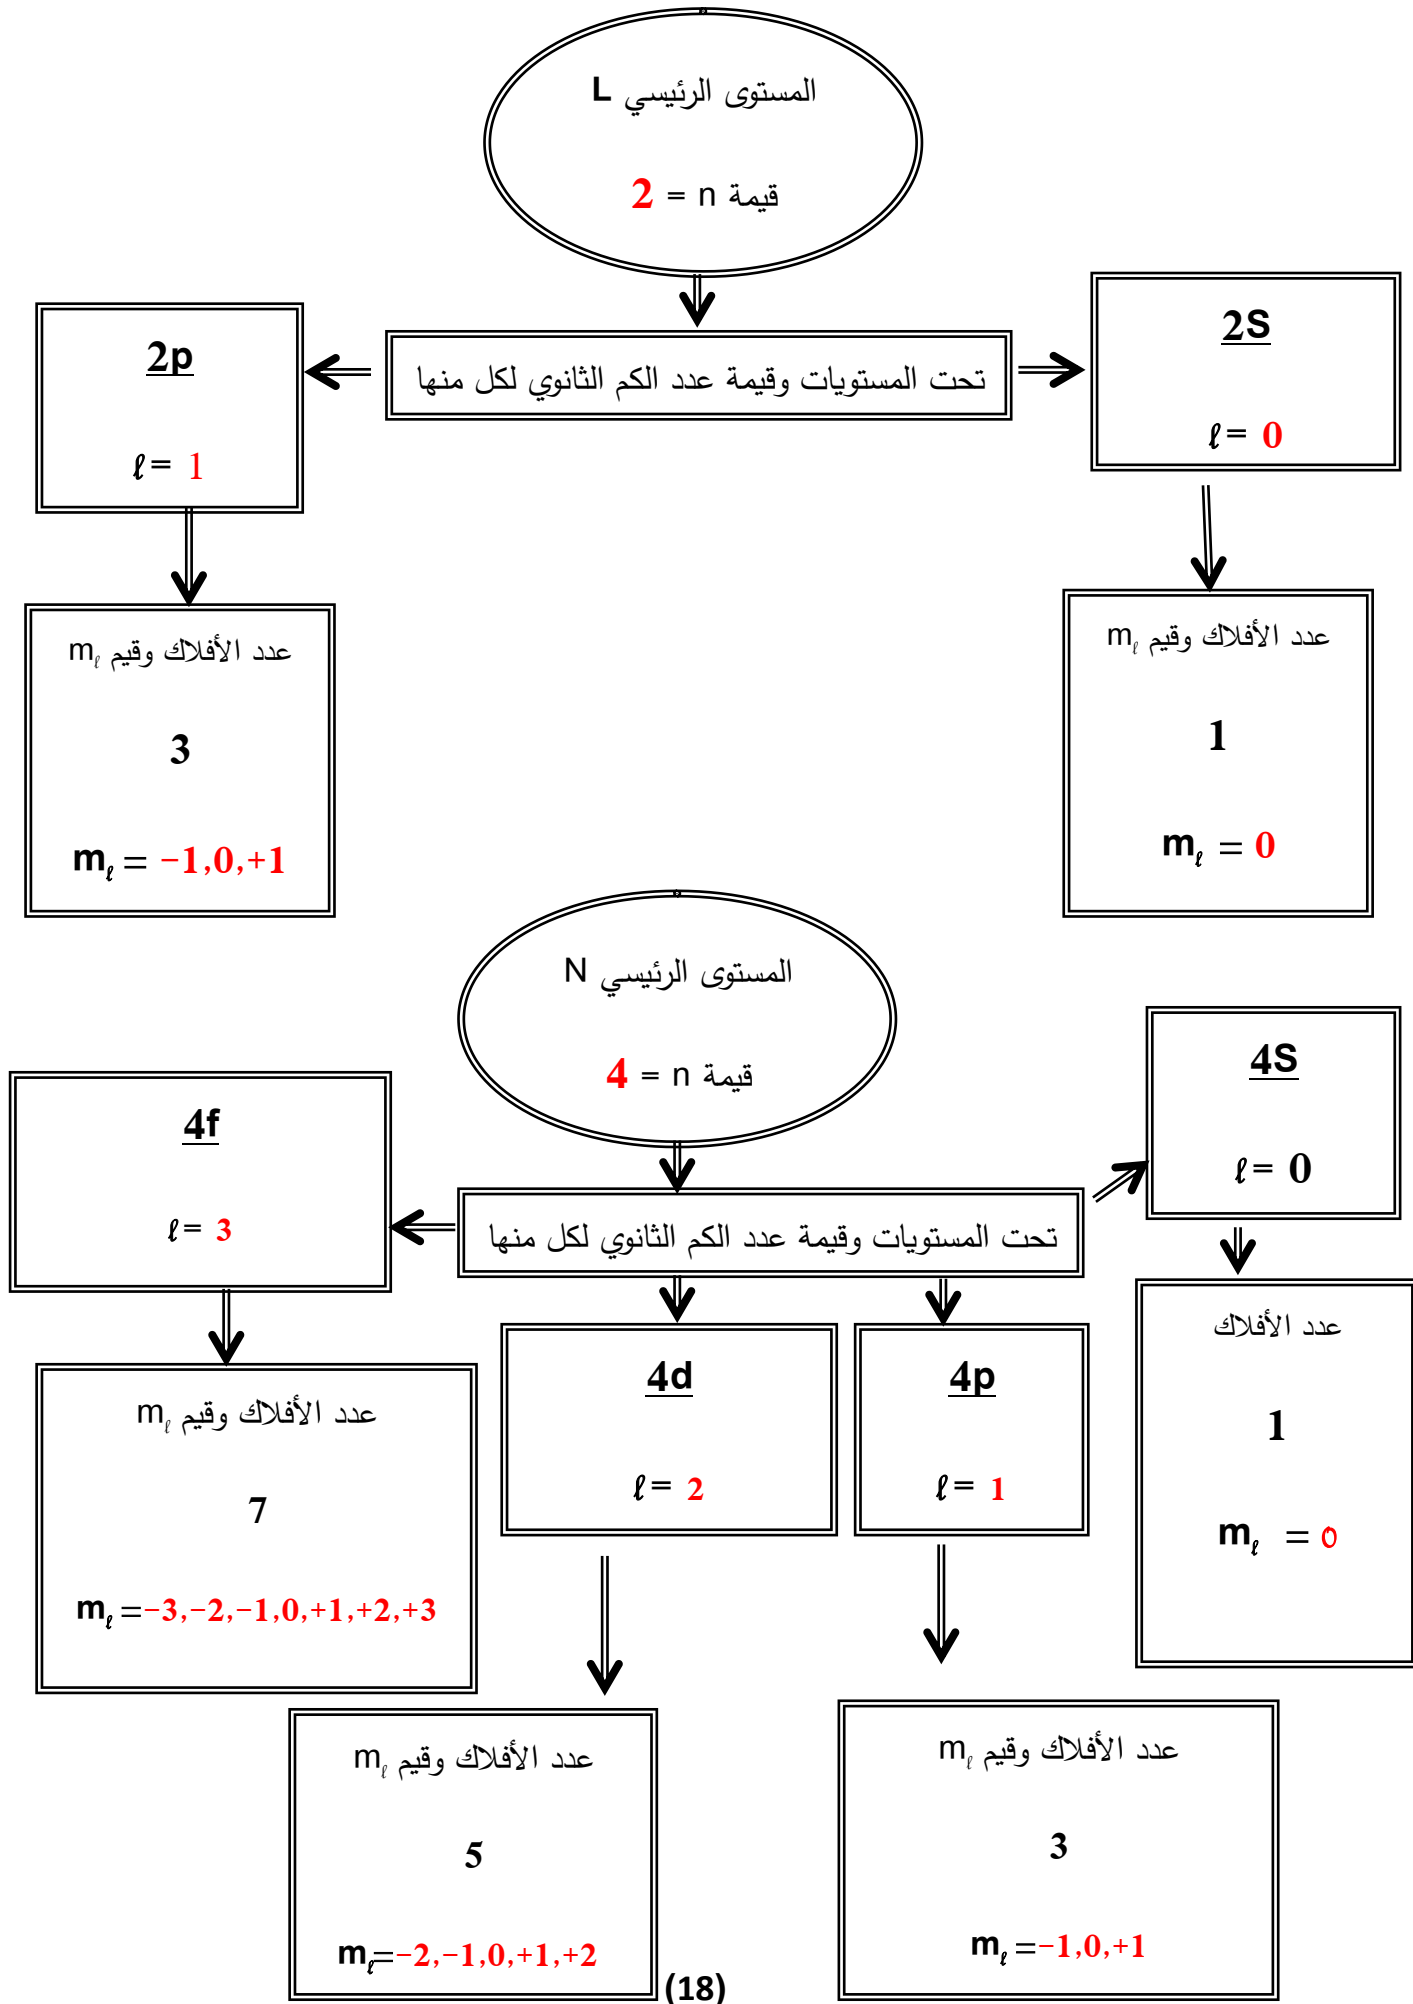 المستوى الرئيسي L
قيمة n = 2
تحت المستويات وقيمة عدد الكم الثانوي لكل منها
2S
ℓ = 0
2p
ℓ = 1
عدد الأفلاك وقيم mℓ
1
mℓ = 0
عدد الأفلاك وقيم mℓ
3
mℓ = -1,0,+1
المستوى الرئيسي N
قيمة n = 4
تحت المستويات وقيمة عدد الكم الثانوي لكل منها
4S
ℓ = 0
4f
ℓ = 3
4p
ℓ = 1
4d
ℓ = 2
عدد الأفلاك
1
mℓ = 0
عدد الأفلاك وقيم mℓ
7
mℓ =-3,-2,-1,0,+1,+2,+3
عدد الأفلاك وقيم mℓ
3
mℓ =-1,0,+1
عدد الأفلاك وقيم mℓ
5
mℓ=-2,-1,0,+1,+2
(18)